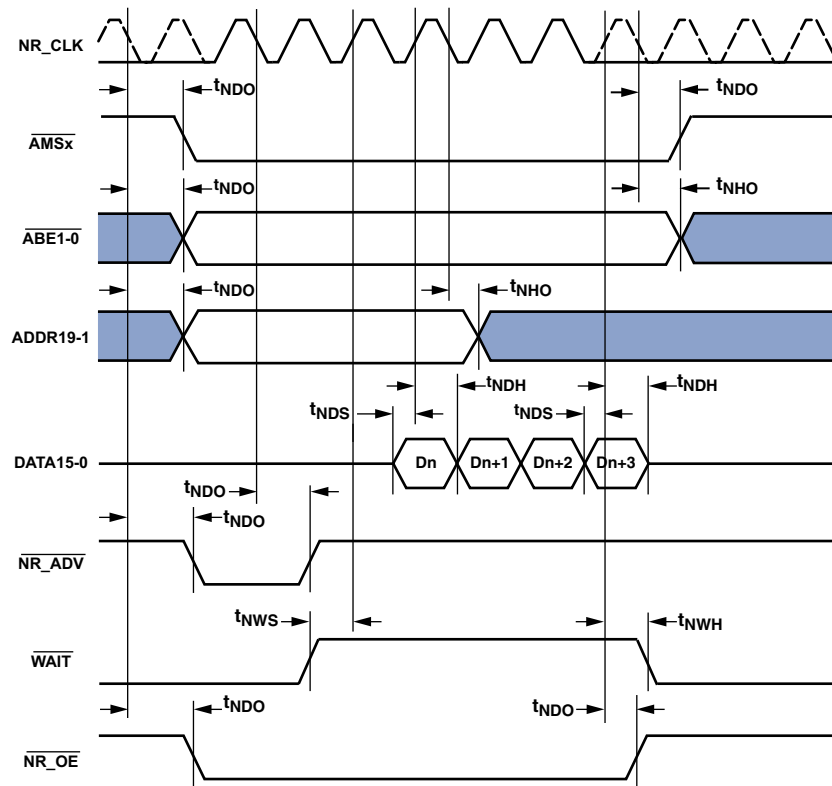 NR_CLK
tNDO tNDO
AMSx
tNDO tNHO
ABE1-0
tNDO tNHO
ADDR19-1
tNDH tNDH
tNDS tNDS
DATA15-0 Dn Dn+1 Dn+2 Dn+3
tNDO
tNDO
NR_ADV
tNWS tNWH
WAIT
tNDO tNDO
NR_OE